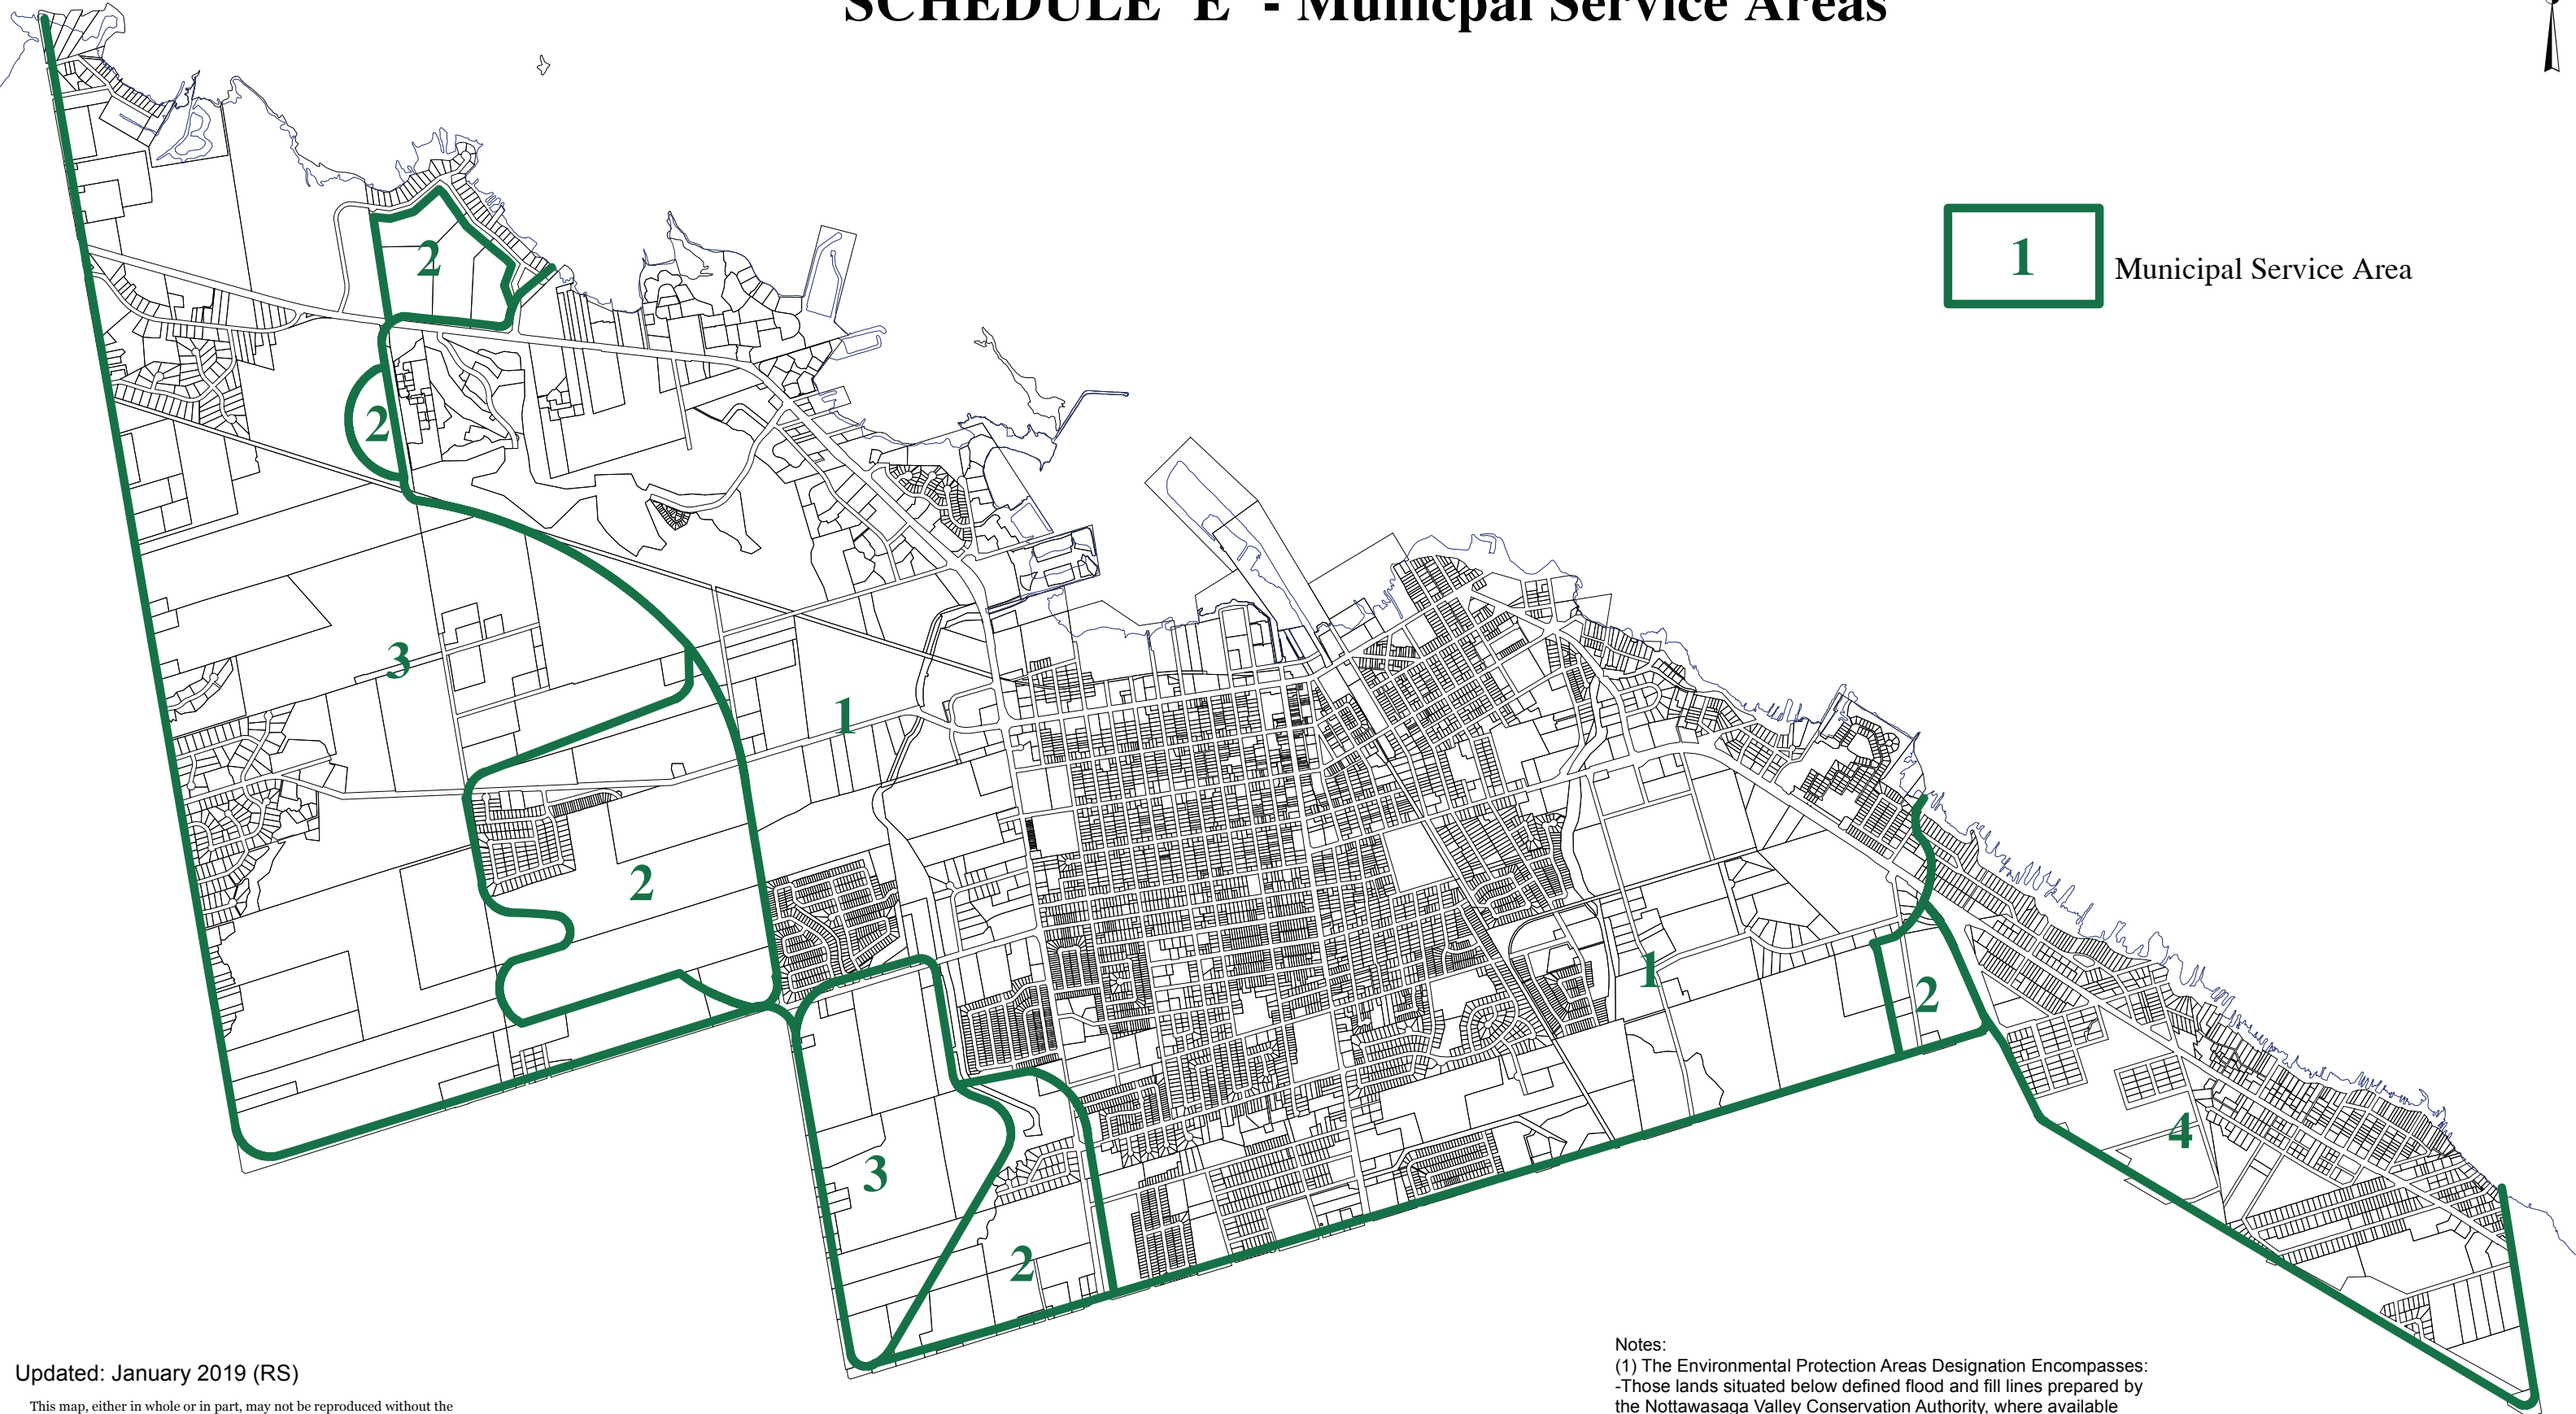 SCHEDULE 'E' - Municpal Service Areas
1
Municipal Service Area
2
2
3
1
2
1
2
3
2
4
Updated: January 2019 (RS)
This map, either in whole or in part, may not be reproduced without the
Notes:
(1) The Environmental Protection Areas Designation Encompasses:
-Those lands situated below defined flood and fill lines prepared by
the Nottawasaga Valley Conservation Authority, where available